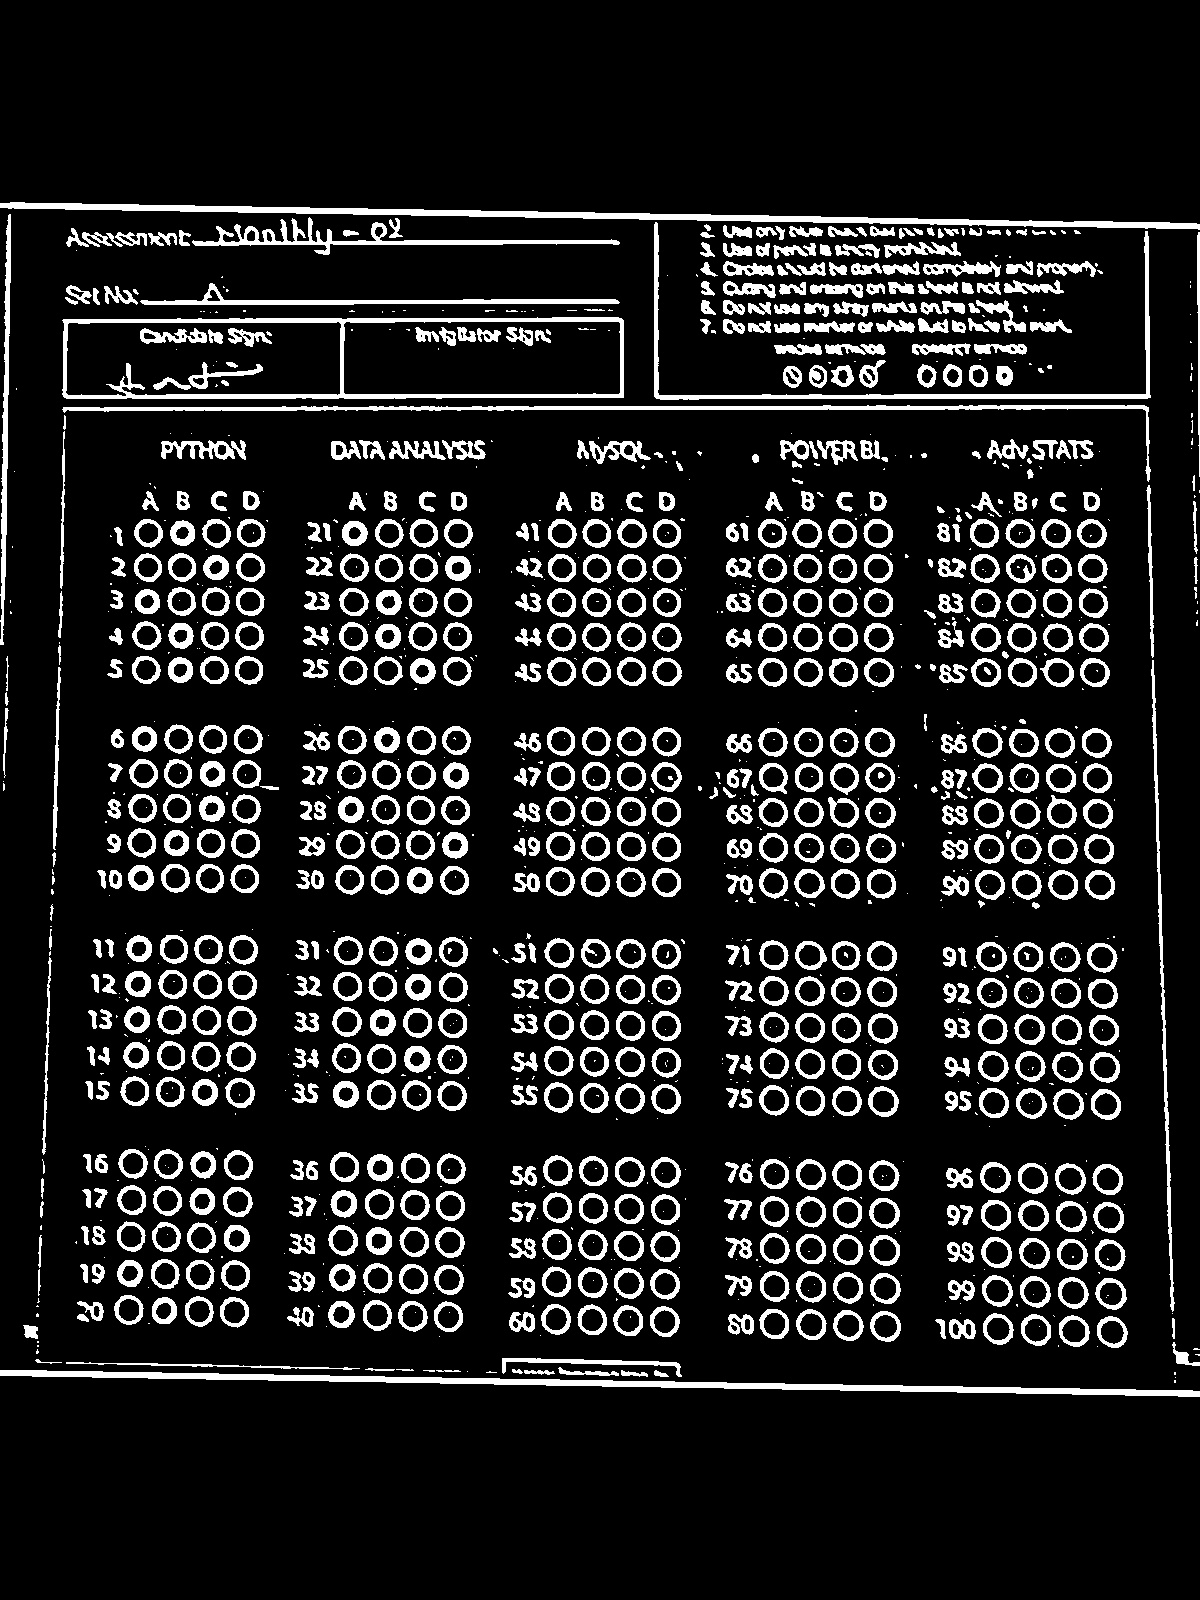 Assessment: Monthly - 02
Set No: A
Candidate Sign:
Invigilator Sign:
2. Use only blue
3. Use of pencil is strictly prohibited.
4. Circles should be darkened completely and properly.
5. Cutting and erasing on this sheet is not allowed.
6. Do not use any stray marks on the sheet.
7. Do not use marker or white fluid to hide the mark.
WRONG METHODS CORRECT METHOD
PYTHON DATA ANALYSIS MySQL POWER BI Adv.STATS
A B C D A B C D A B C D A B C D A B C D
1 21 41 61 81
2 22 42 62 82
3 23 43 63 83
4 24 44 64 84
5 25 45 65 85
6 26 46 66 86
7 27 47 67 87
8 28 48 68 88
9 29 49 69 89
10 30 50 70 90
11 31 51 71 91
12 32 52 72 92
13 33 53 73 93
14 34 54 74 94
15 35 55 75 95
16 36 56 76 96
17 37 57 77 97
18 38 58 78 98
19 39 59 79 99
20 40 60 80 100